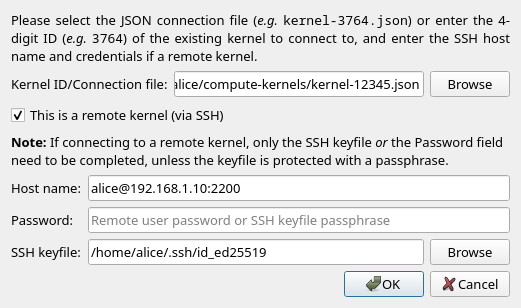 Please select the JSON connection file (e.g. kernel-3764.json) or enter the 4-
digit ID (e.g. 3764) of the existing kernel to connect to, and enter the SSH host
name and credentials if a remote kernel.
Kernel ID/Connection file: alice/compute-kernels/kernel-12345.json Browse
This is a remote kernel (via SSH)
Note: If connecting to a remote kernel, only the SSH keyfile or the Password field
need to be completed, unless the keyfile is protected with a passphrase.
Host name: alice@192.168.1.10:2200
Password: Remote user password or SSH keyfile passphrase
SSH keyfile: /home/alice/.ssh/id_ed25519 Browse
OK Cancel